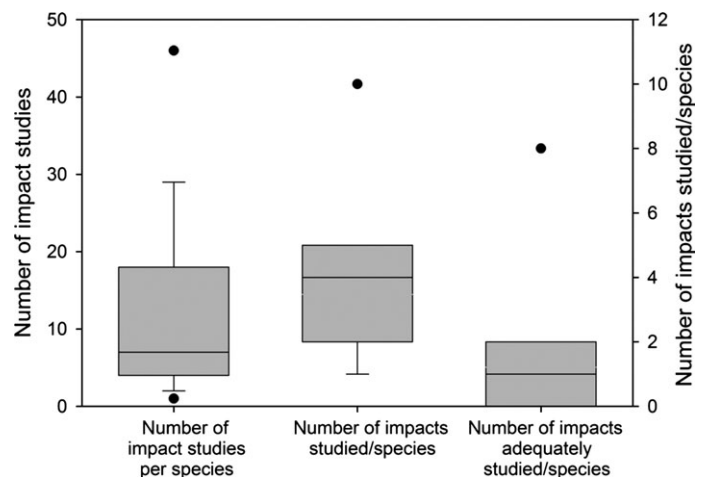 Number of impact studies
50
40
30
20
10
0
12
10
8
6
4
2
0
Number of impacts studied/species
Number of
impact studies
per species
Number of impacts
studied/species
Number of impacts
adequately
studied/species